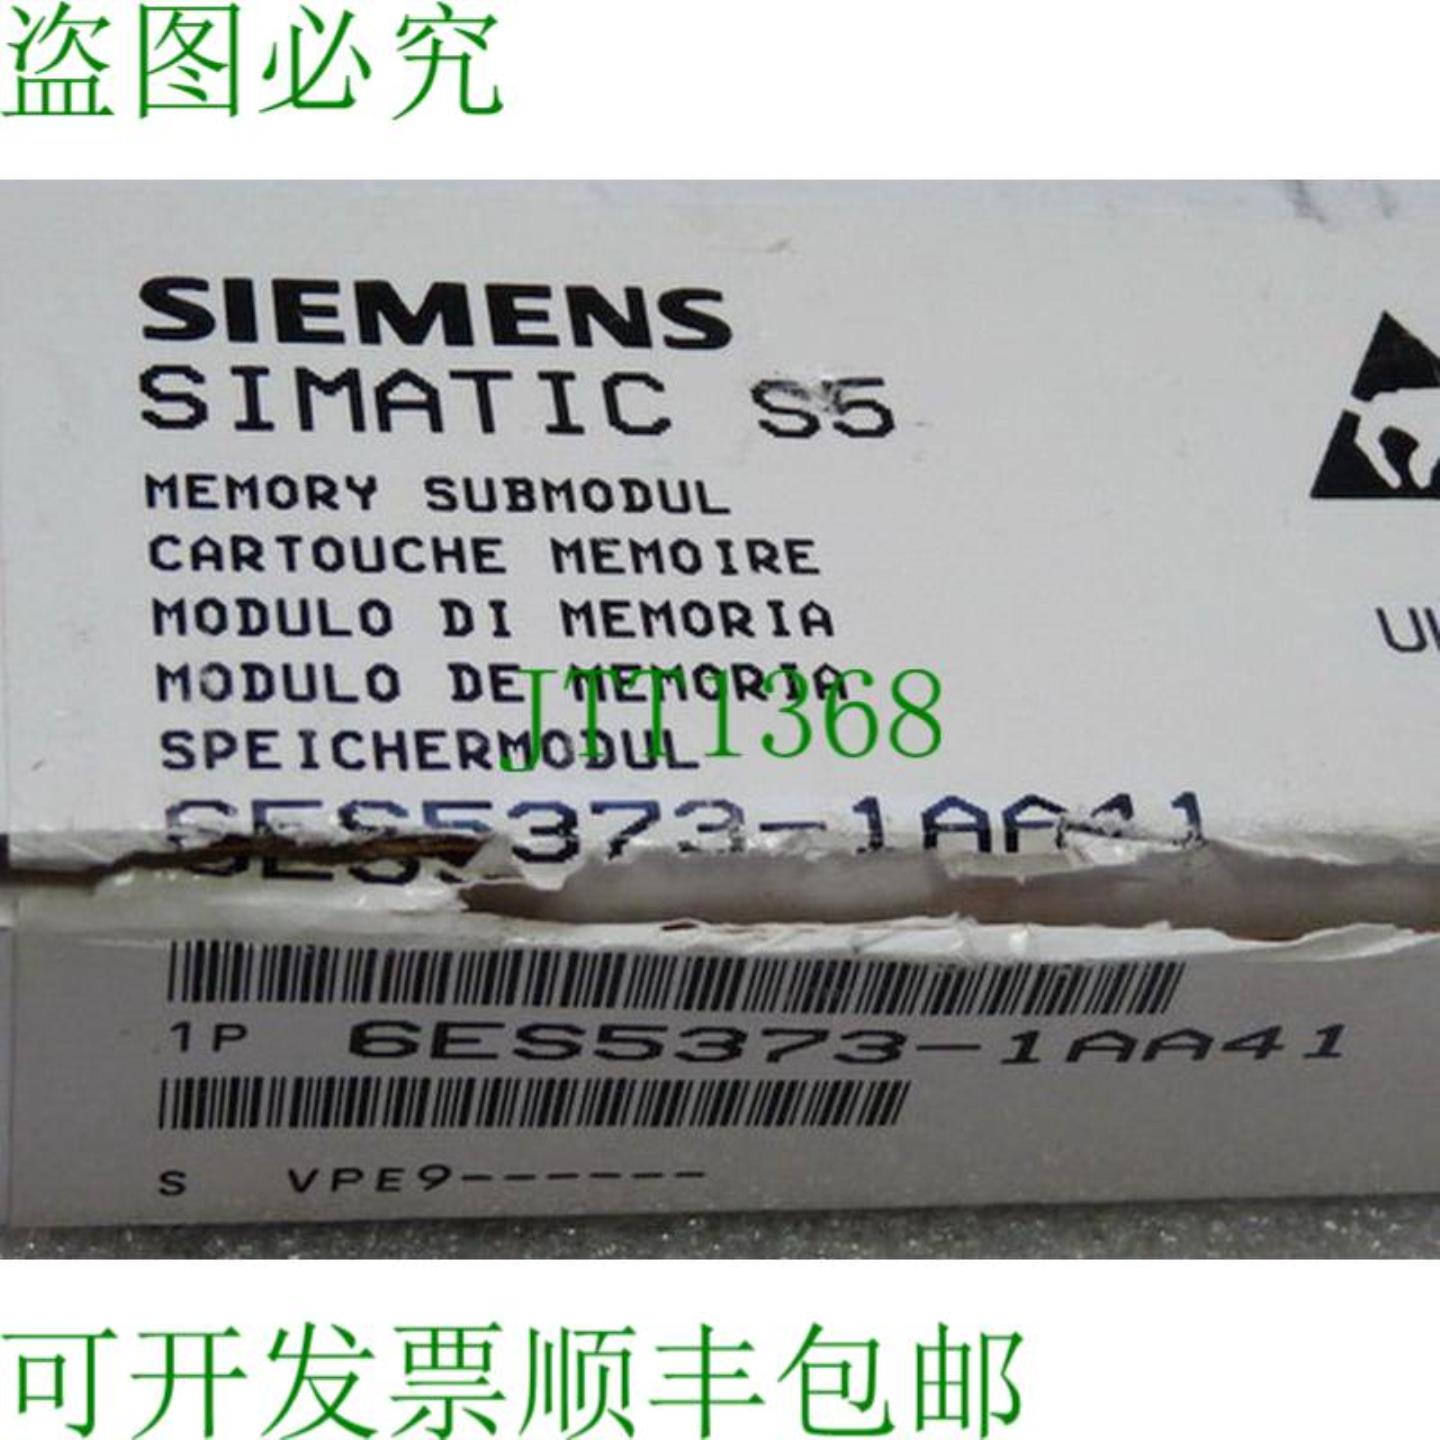 盗图必究
SIEMENS
SIMATIC S5
MEMORY SUBMODUL
CARTOUCHE MEMOIRE
MODULO DI MEMORIA
MODULO DE MEMORIA
JTT1368
SPEICHERMODUL
6ES5373-1AA41
1P 6ES5373-1AA41
S VPE9------
可开发票顺丰包邮